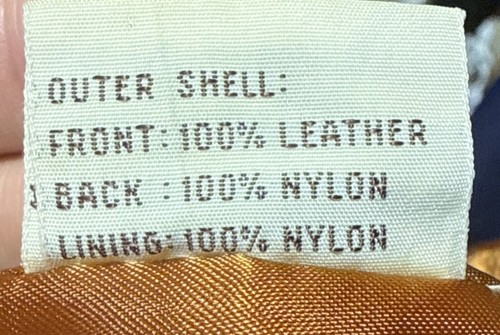 OUTER SHELL:
FRONT: 100% LEATHER
BACK : 100% NYLON
LINING: 100% NYLON